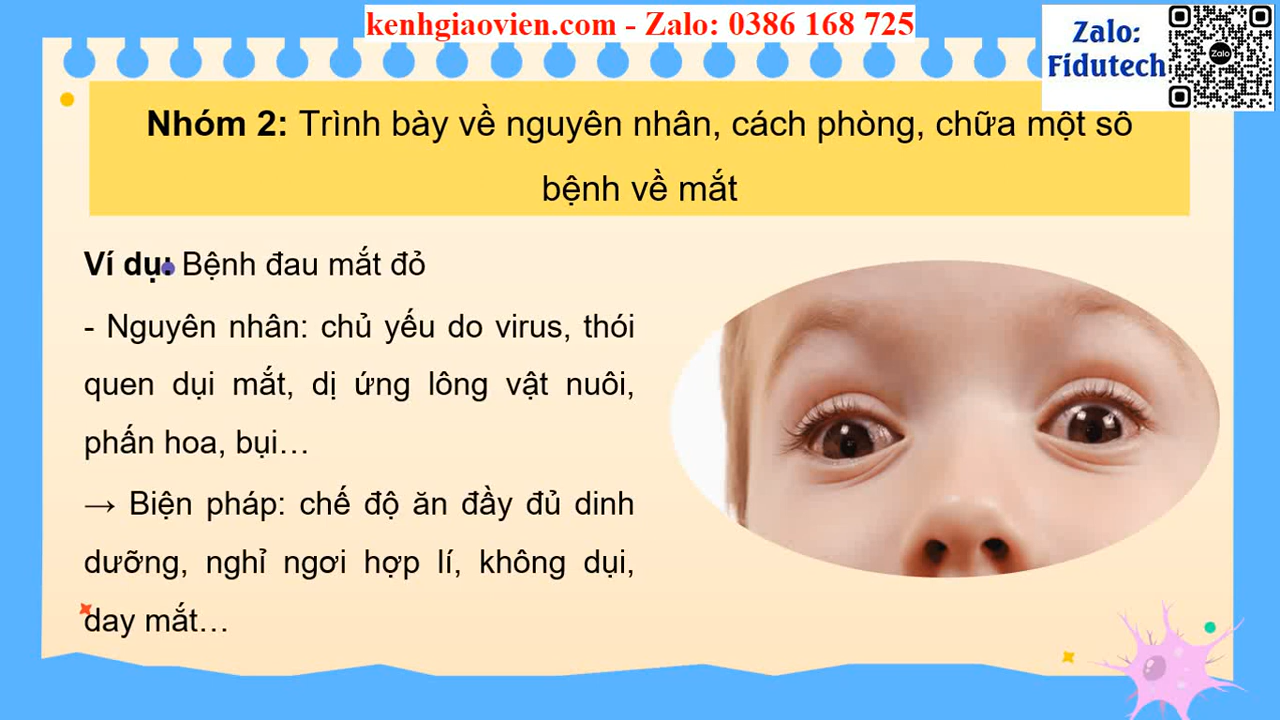 kenhgiaovien.com - Zalo: 0386 168 725
Zalo:
Fidutech
Zalo
Nhóm 2: Trình bày về nguyên nhân, cách phòng, chữa một số
bệnh về mắt
Ví dụ: Bệnh đau mắt đỏ
- Nguyên nhân: chủ yếu do virus, thói
quen dụi mắt, dị ứng lông vật nuôi,
phấn hoa, bụi…
→ Biện pháp: chế độ ăn đầy đủ dinh
dưỡng, nghỉ ngơi hợp lí, không dụi,
day mắt…